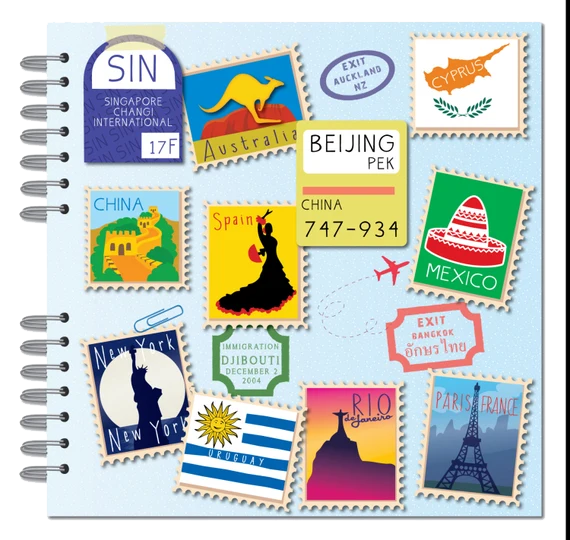 SIN
SINGAPORE
CHANGI
INTERNATIONAL
17F
Australia
EXIT
AUCKLAND
NZ
CYPRUS
BEIJING
PEK
CHINA
747-934
CHINA
Spain
MEXICO
EXIT
BANGKOK
อักษรไทย
New York
New York
IMMIGRATION
DJIBOUTI
DECEMBER 2
2004
URUGUAY
RIO
de Janeiro
PARIS FRANCE